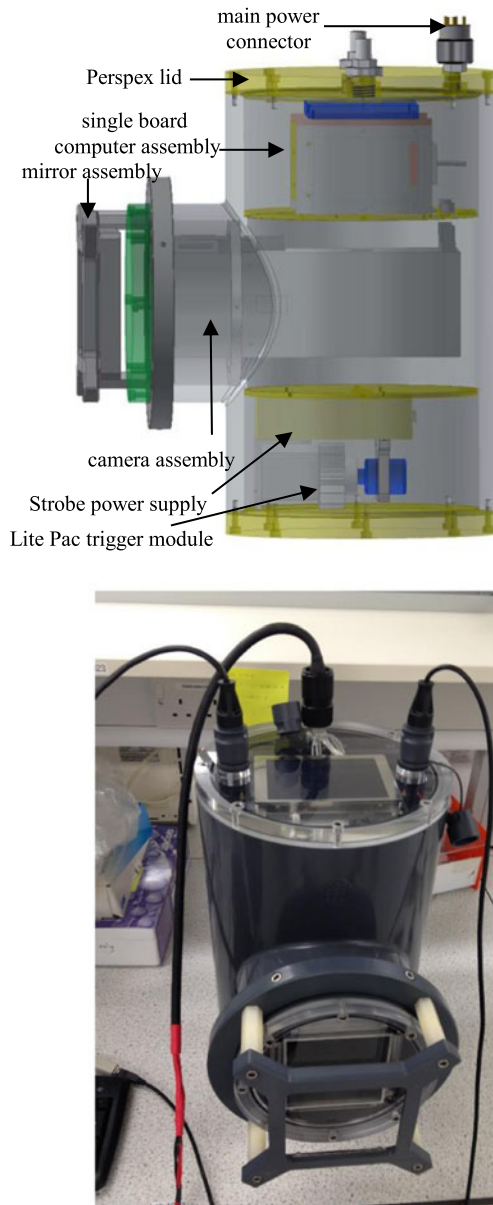 main power
connector
Perspex lid
single board
computer assembly
mirror assembly
camera assembly
Strobe power supply
Lite Pac trigger module
23